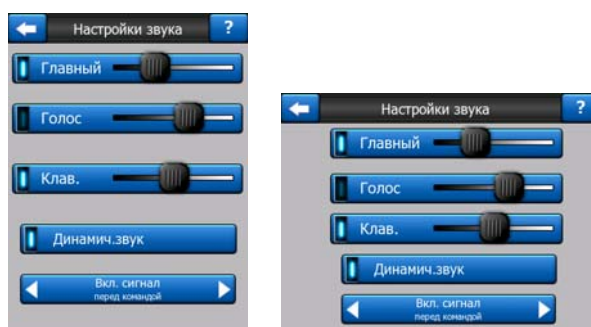 Настройки звука ?
Главный
Голос
Клав.
Динамич.звук
Вкл. сигнал
перед командой
Настройки звука ?
Главный
Голос
Клав.
Динамич.звук
Вкл. сигнал
перед командой